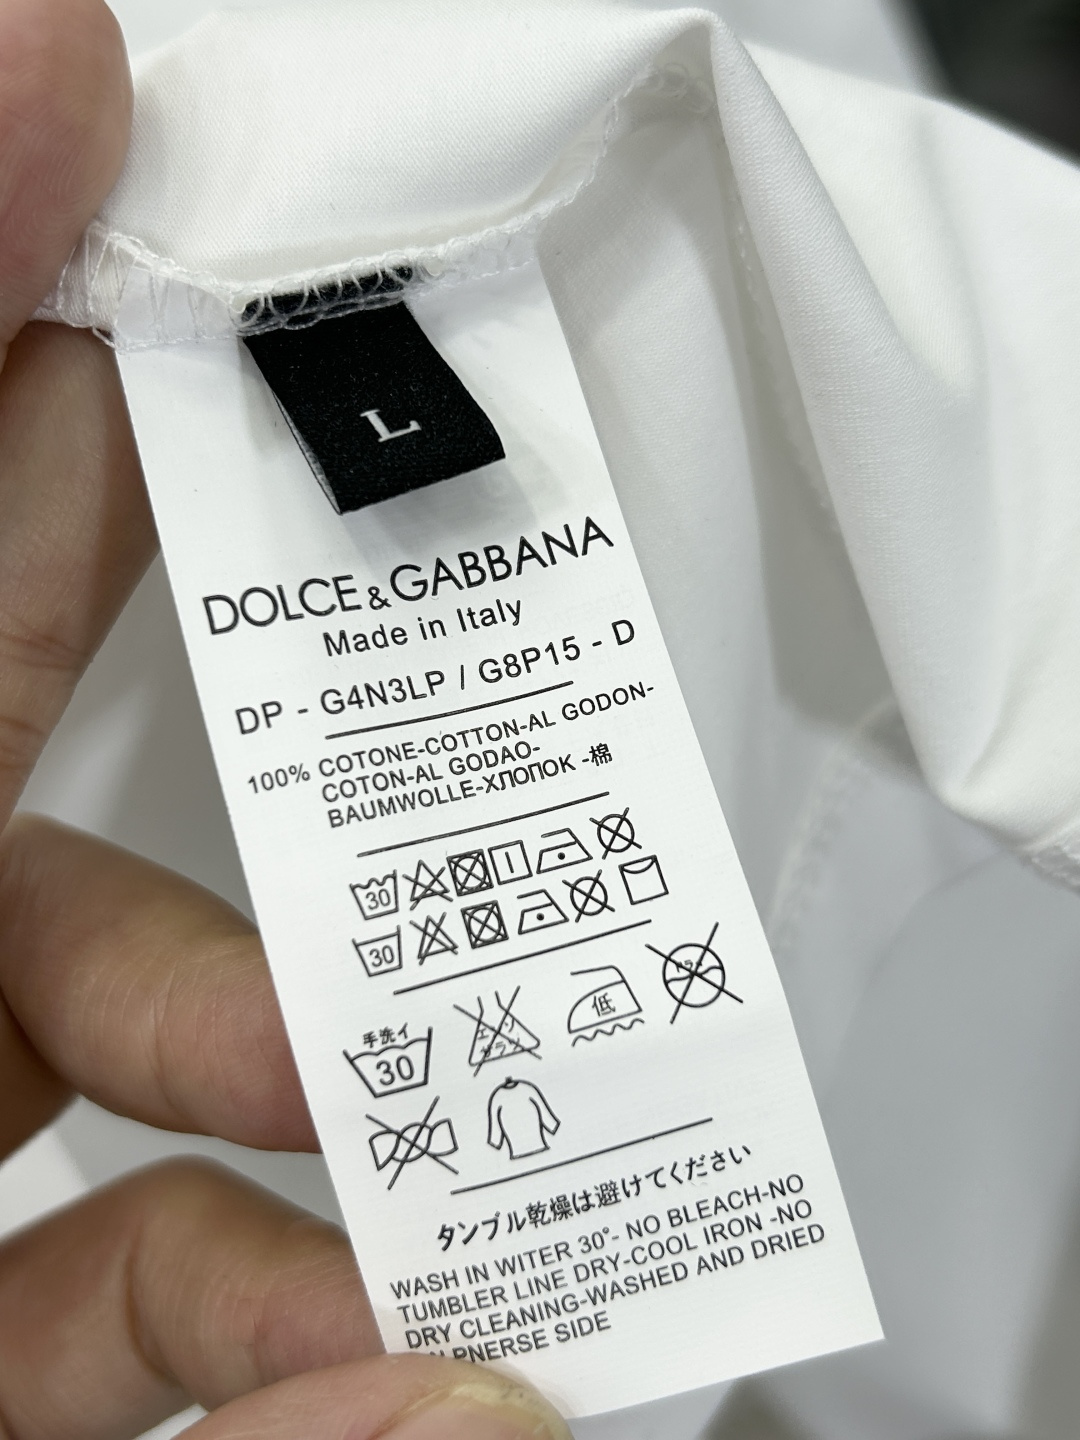 L
DOLCE&GABBANA
Made in Italy
DP - G4N3LP / G8P15 - D
100% COTONE-COTTON-AL GODON-
COTON-AL GODAO-
BAUMWOLLE-ХЛОПОК -棉
30
30
手洗イ
30
低
タンブル乾燥は避けてください
WASH IN WITER 30°- NO BLEACH-NO
TUMBLER LINE DRY-COOL IRON -NO
DRY CLEANING-WASHED AND DRIED
SIDE